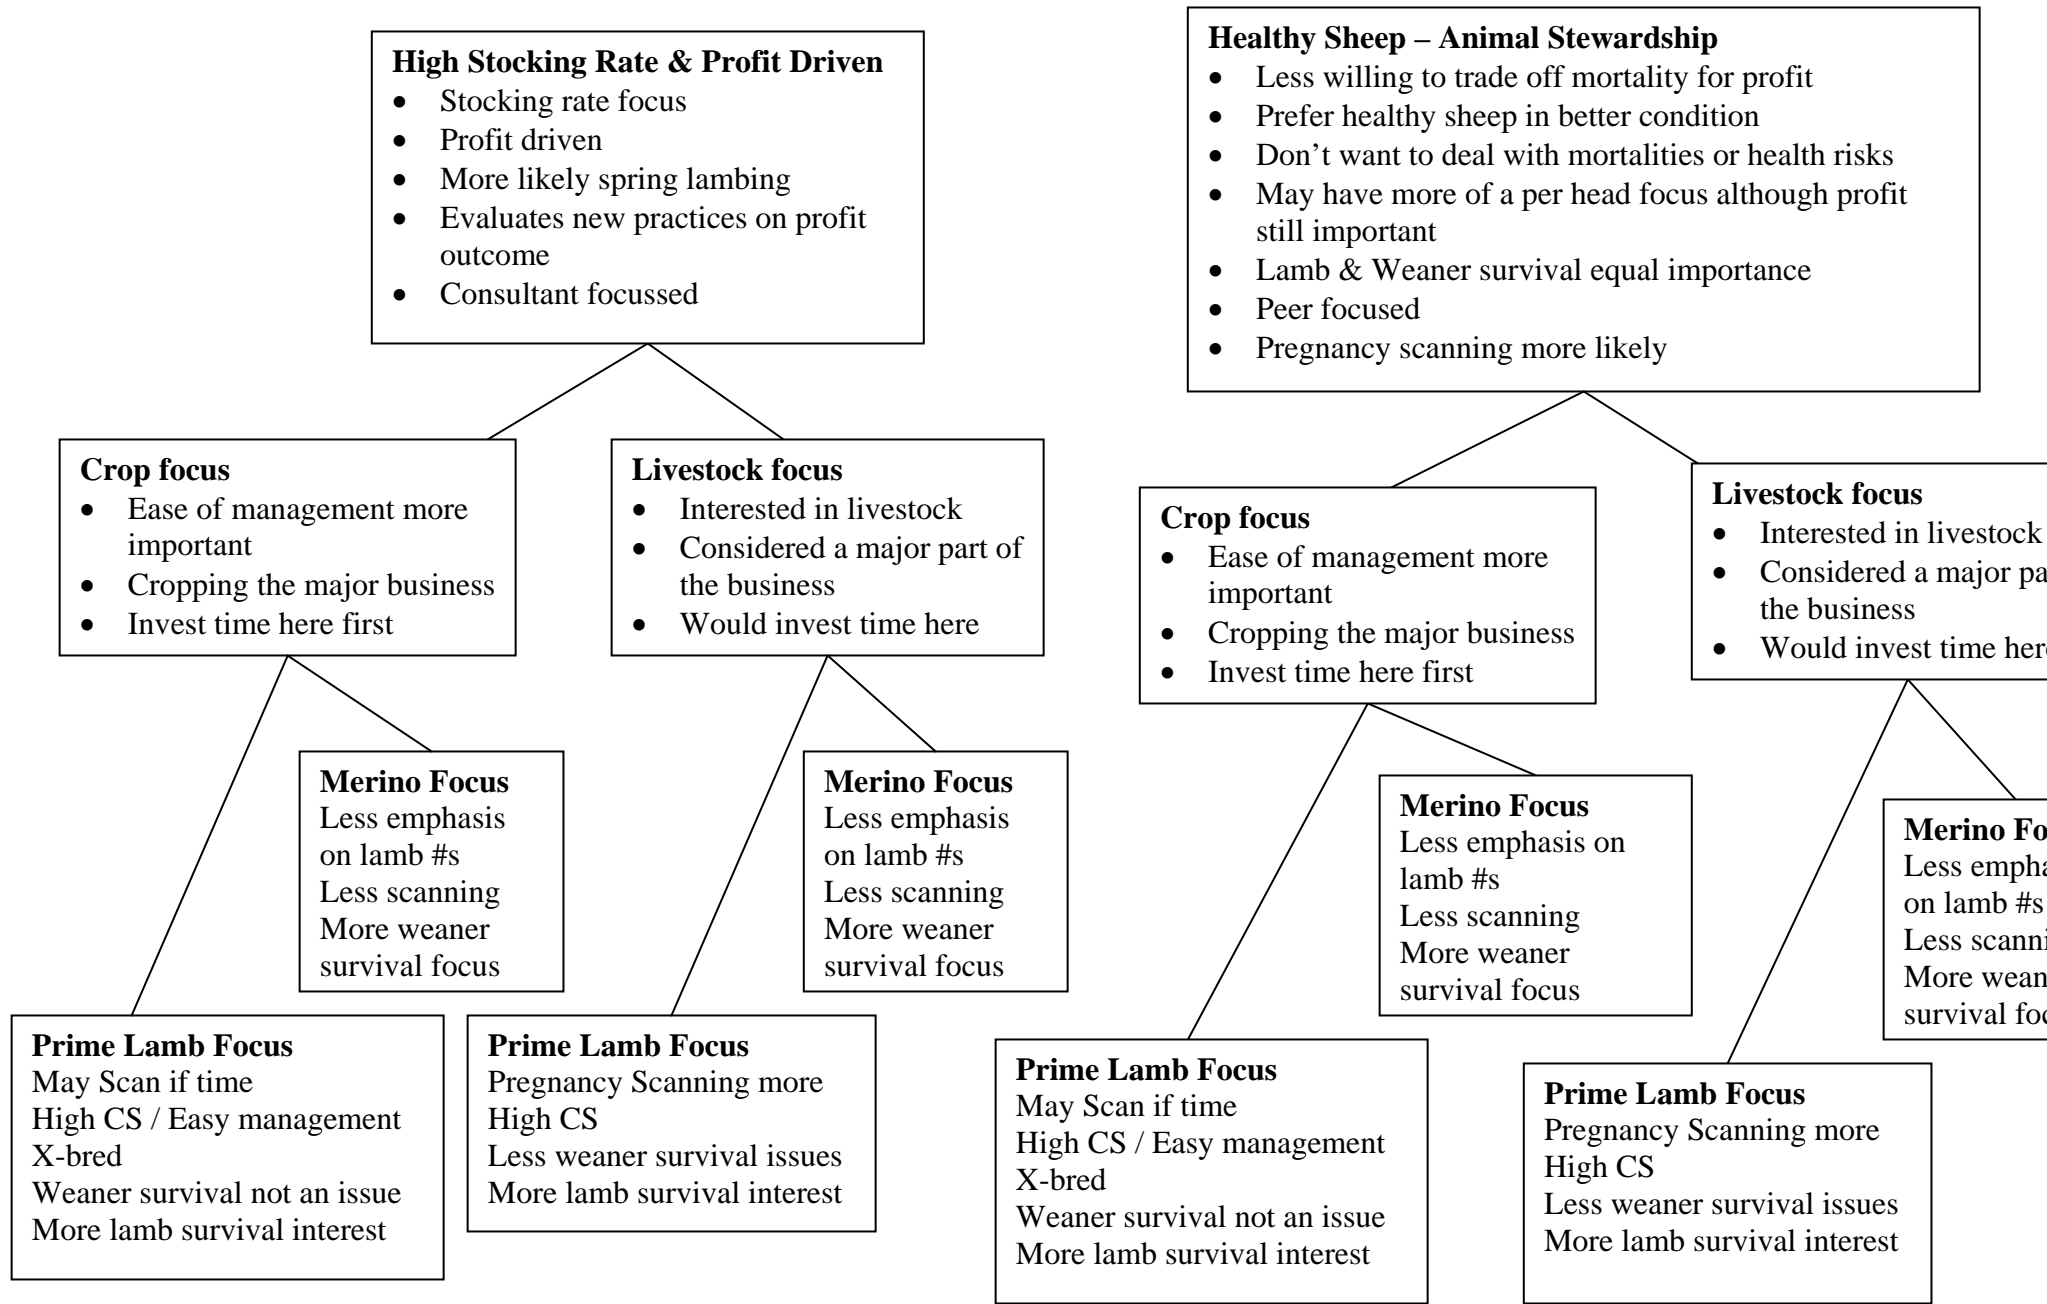 High Stocking Rate & Profit Driven
• Stocking rate focus
• Profit driven
• More likely spring lambing
• Evaluates new practices on profit
outcome
• Consultant focussed
Healthy Sheep – Animal Stewardship
• Less willing to trade off mortality for profit
• Prefer healthy sheep in better condition
• Don’t want to deal with mortalities or health risks
• May have more of a per head focus although profit
still important
• Lamb & Weaner survival equal importance
• Peer focused
• Pregnancy scanning more likely
Crop focus
• Ease of management more
important
• Cropping the major business
• Invest time here first
Livestock focus
• Interested in livestock
• Considered a major part of
the business
• Would invest time here
Crop focus
• Ease of management more
important
• Cropping the major business
• Invest time here first
Livestock focus
• Interested in livestock
• Considered a major
the business
• Would invest time
Merino Focus
Less emphasis
on lamb #s
Less scanning
More weaner
survival focus
Merino Focus
Less emphasis
on lamb #s
Less scanning
More weaner
survival focus
Merino Focus
Less emphasis on
lamb #s
Less scanning
More weaner
survival focus
Merino
Less
on lamb #s
Less
More
survival
Prime Lamb Focus
May Scan if time
High CS / Easy management
X-bred
Weaner survival not an issue
More lamb survival interest
Prime Lamb Focus
Pregnancy Scanning more
High CS
Less weaner survival issues
More lamb survival interest
Prime Lamb Focus
May Scan if time
High CS / Easy management
X-bred
Weaner survival not an issue
More lamb survival interest
Prime Lamb Focus
Pregnancy Scanning more
High CS
Less weaner survival issues
More lamb survival interest